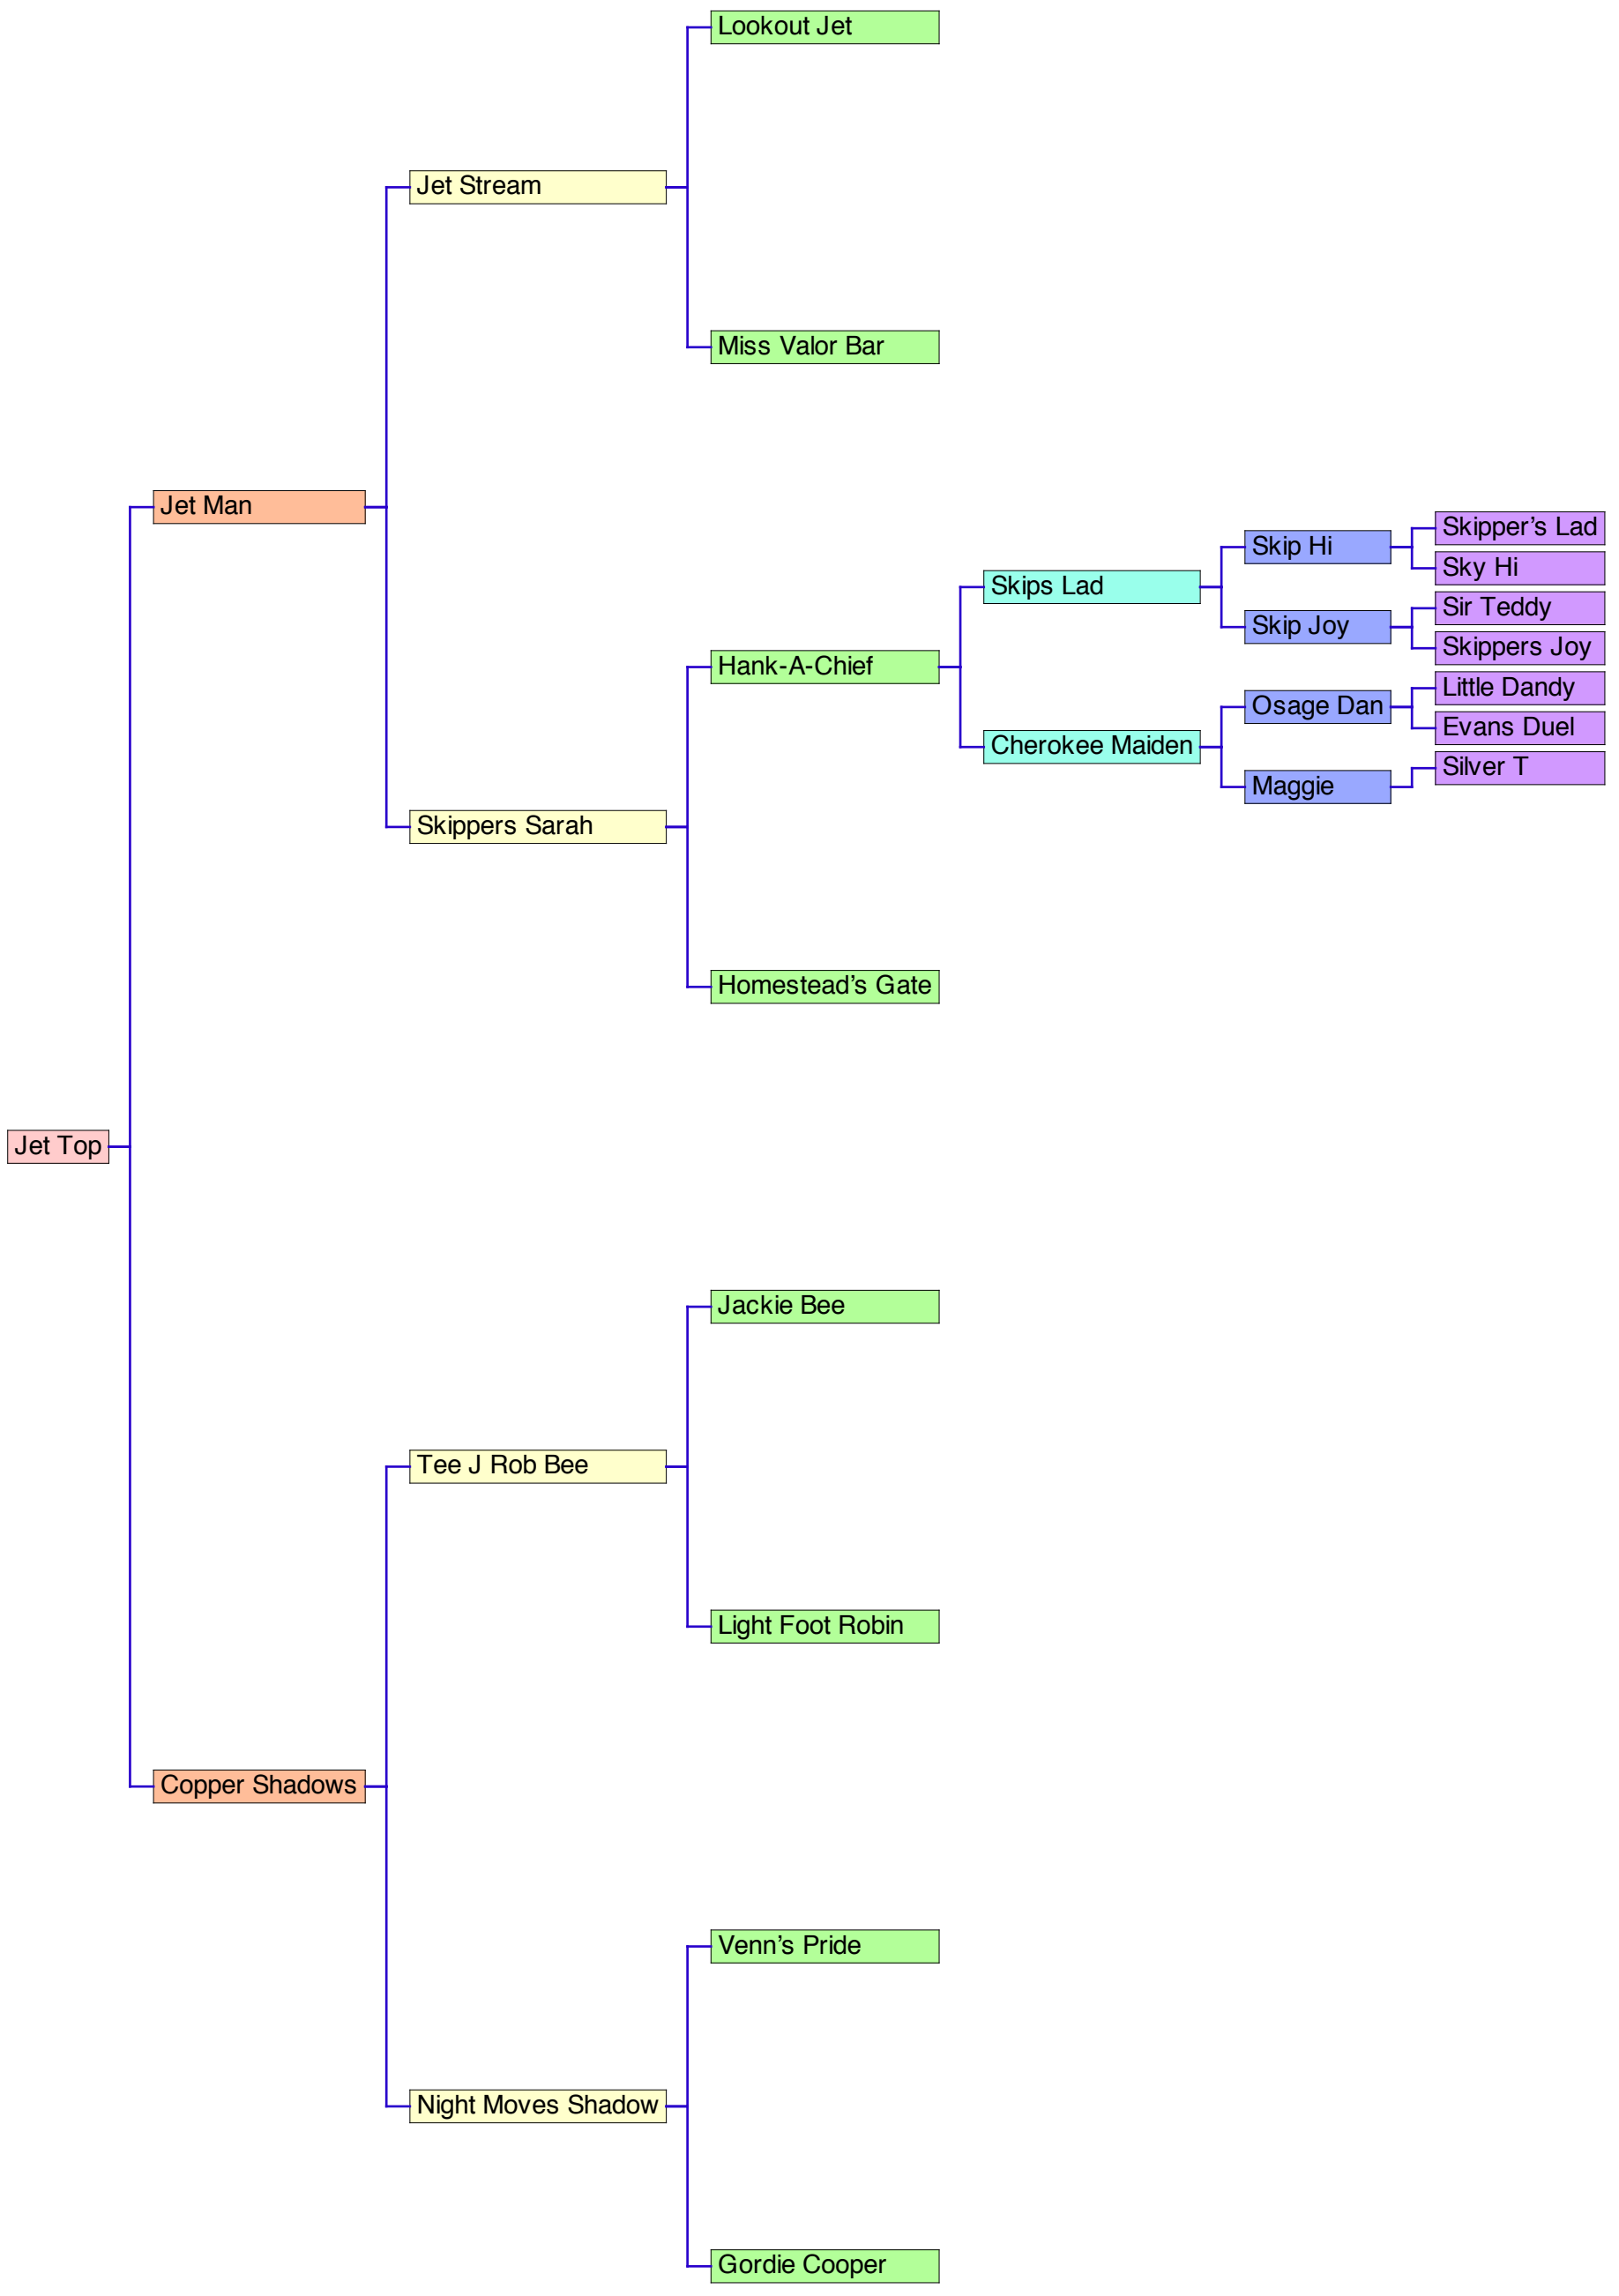 Lookout Jet
Jet Stream
Miss Valor Bar
Jet Man
Skipper’s Lad
Skip Hi
Sky Hi
Skips Lad
Sir Teddy
Skip Joy
Skippers Joy
Hank-A-Chief
Little Dandy
Osage Dan
Evans Duel
Cherokee Maiden
Silver T
Maggie
Skippers Sarah
Homestead’s Gate
Jet Top
Jackie Bee
Tee J Rob Bee
Light Foot Robin
Copper Shadows
Venn’s Pride
Night Moves Shadow
Gordie Cooper